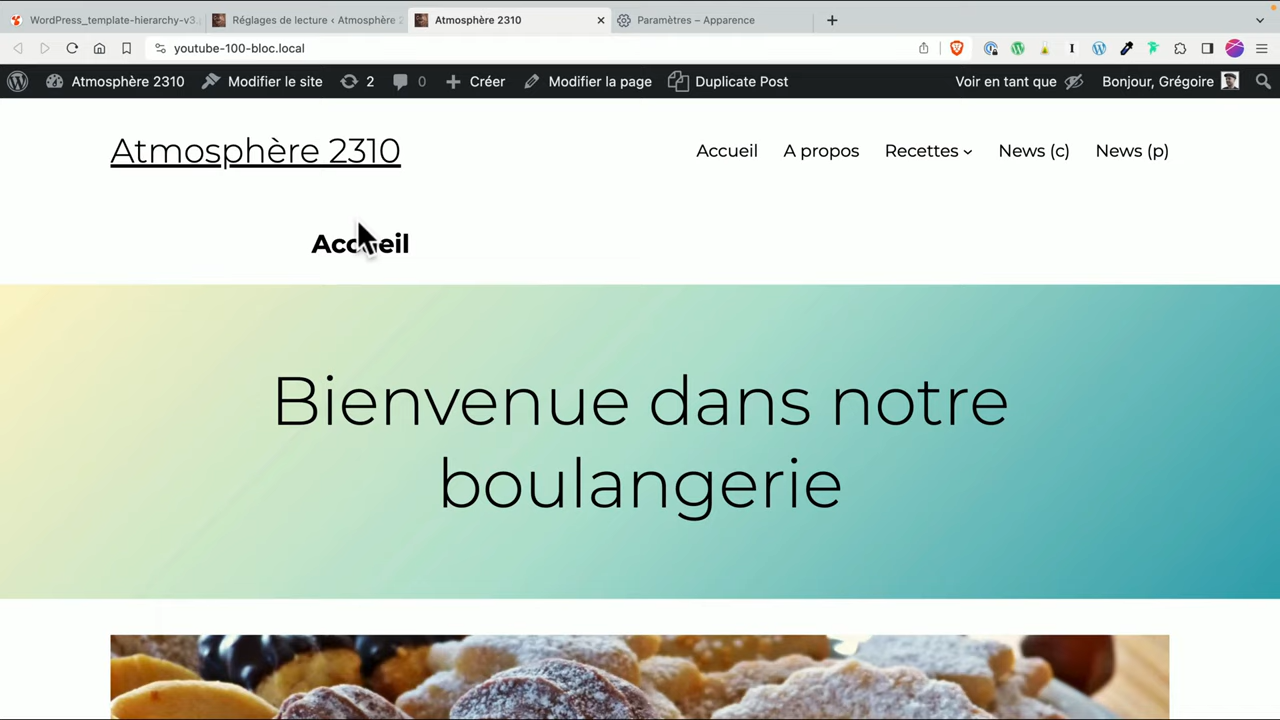 WordPress_template-hierarchy-v3.
Réglages de lecture ‹ Atmosphère 2
Atmosphère 2310
Paramètres – Apparence
youtube-100-bloc.local
Atmosphère 2310 Modifier le site 2 0 Créer Modifier la page Duplicate Post Voir en tant que Bonjour, Grégoire
Atmosphère 2310
Accueil A propos Recettes News (c) News (p)
Accueil
Bienvenue dans notre
boulangerie